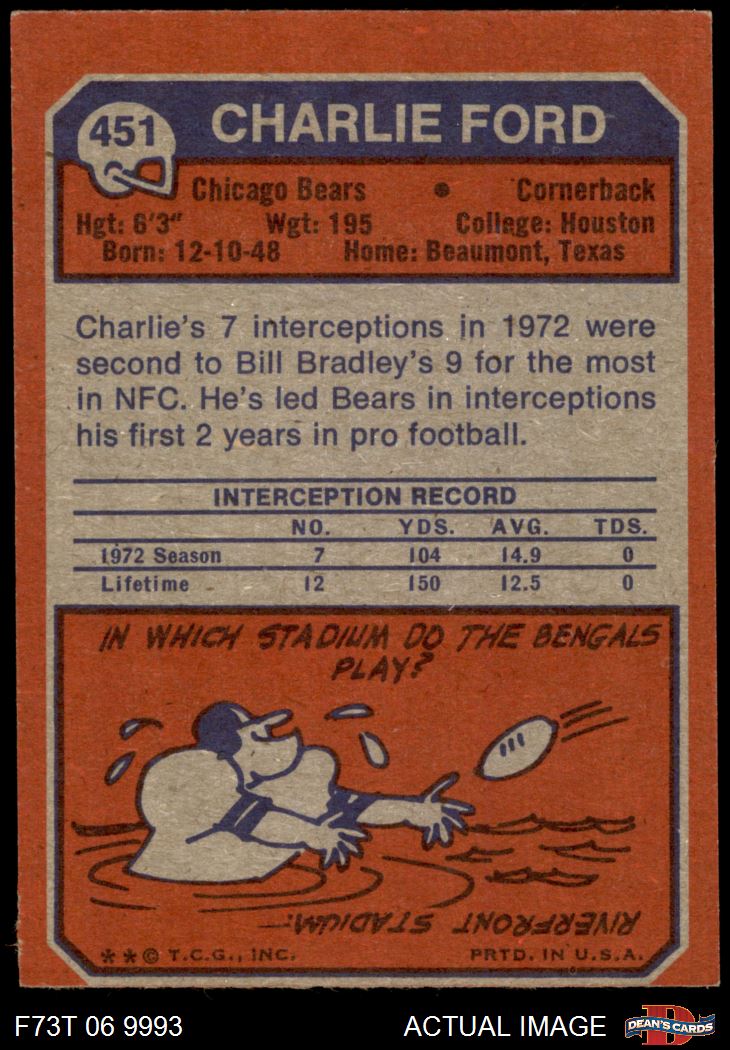 451
CHARLIE FORD
Chicago Bears • Cornerback
Hgt: 6'3" Wgt: 195 College: Houston
Born: 12-10-48 Home: Beaumont, Texas
Charlie's 7 interceptions in 1972 were
second to Bill Bradley's 9 for the most
in NFC. He's led Bears in interceptions
his first 2 years in pro football.
INTERCEPTION RECORD
NO. YDS. AVG. TDS.
1972 Season 7 104 14.9 0
Lifetime 12 150 12.5 0
IN WHICH STADIUM DO THE BENGALS
PLAY?
RIVERFRONT STADIUM.
**© T.C.G., INC. PRTD. IN U.S.A.
F73T 06 9993 ACTUAL IMAGE
D
DEAN'S CARDS